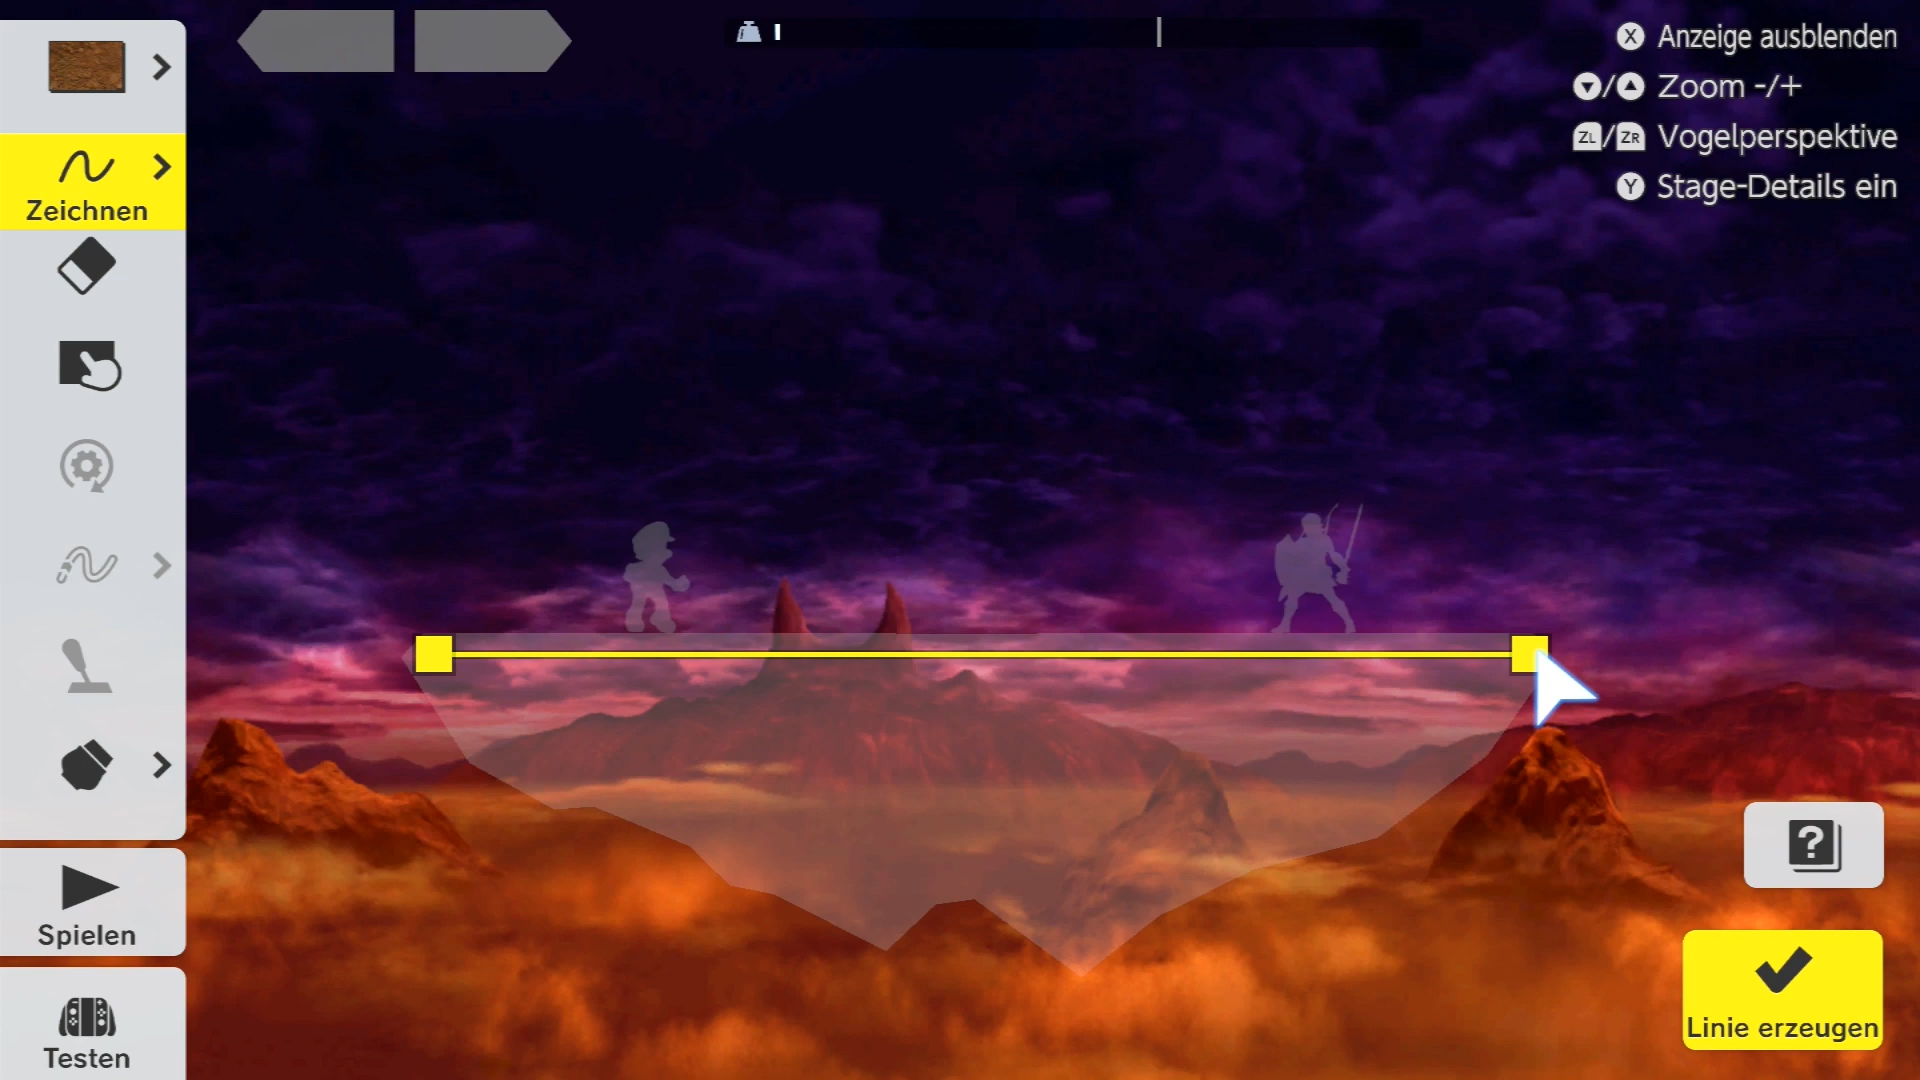 X Anzeige ausblenden
▼/▲ Zoom -/+
ZL/ZR Vogelperspektive
Y Stage-Details ein
Zeichnen
?
Spielen
Linie erzeugen
Testen